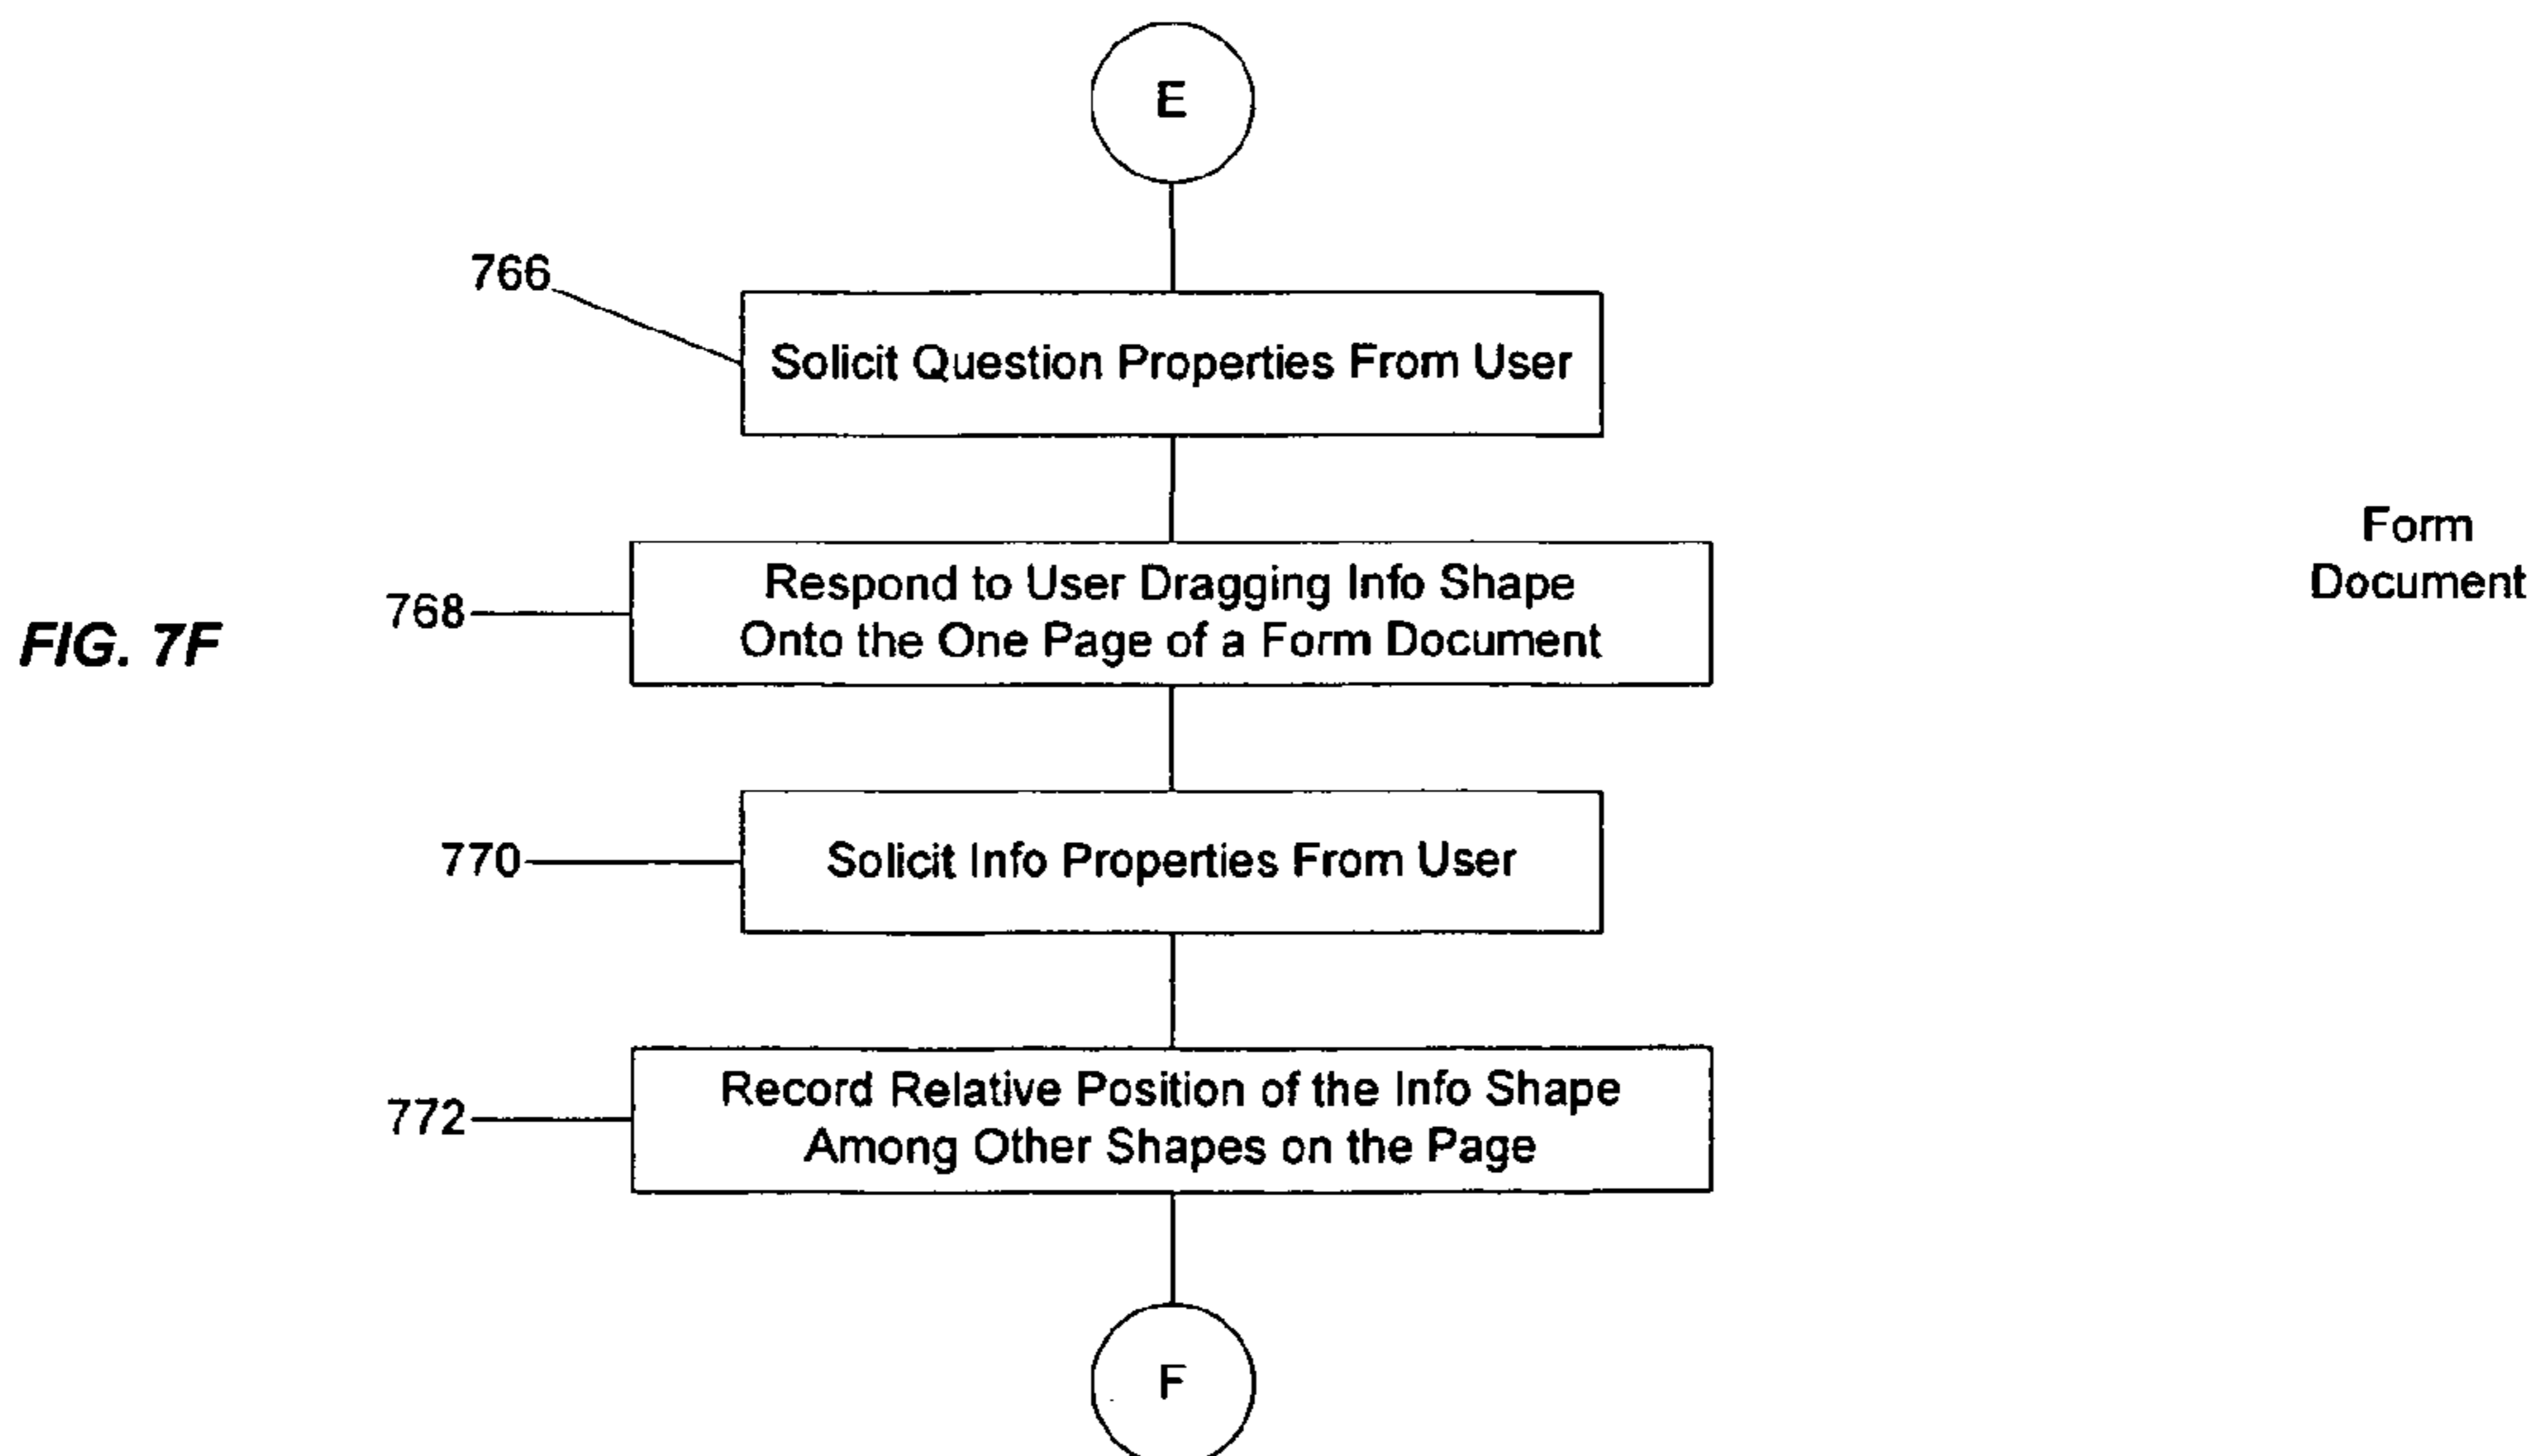 E
766
Solicit Question Properties From User
Form
Document
768
Respond to User Dragging Info Shape
Onto the One Page of a Form Document
FIG. 7F
770
Solicit Info Properties From User
772
Record Relative Position of the Info Shape
Among Other Shapes on the Page
F